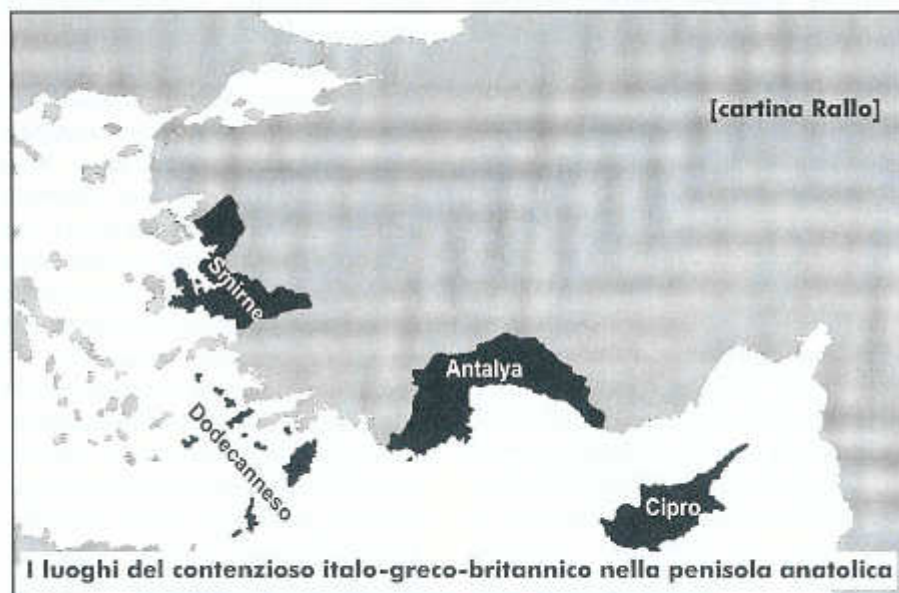 [cartina Rallo]
Smirne
Antalya
Dodecanneso
Cipro
I luoghi del contenzioso italo-greco-britannico nella penisola anatolica